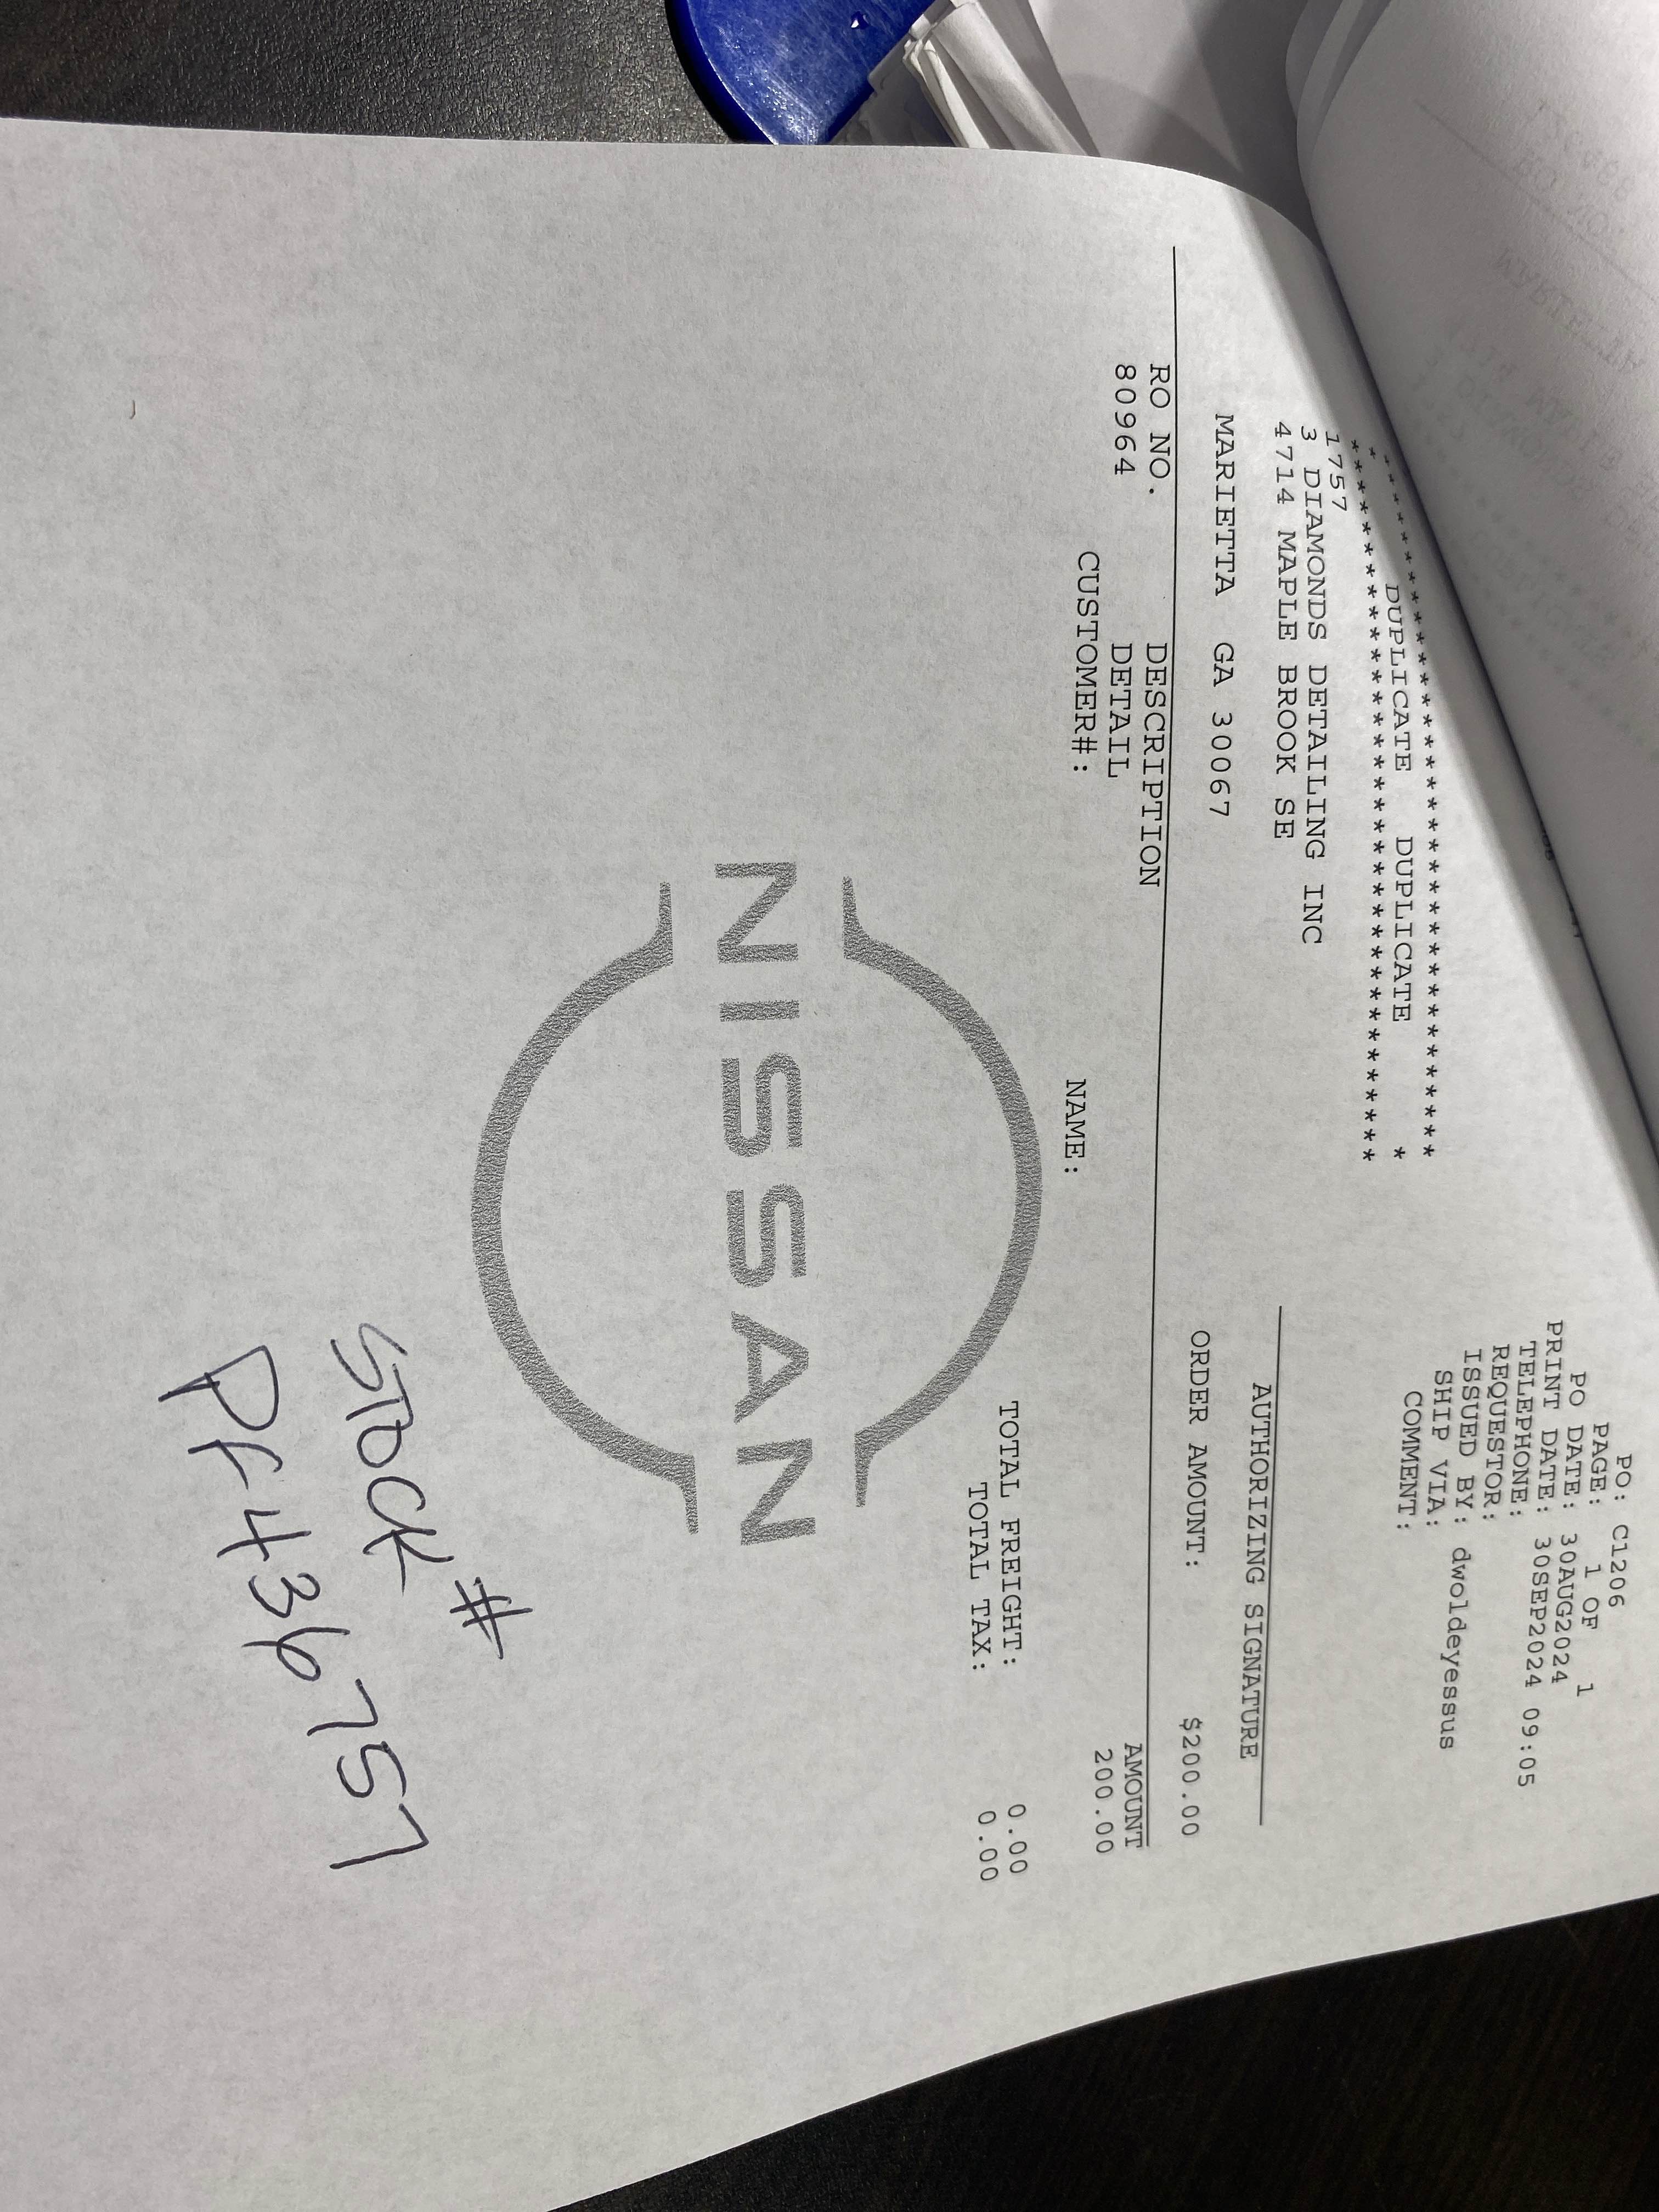 PO: C1206
PAGE: 1 OF 1
PO DATE: 30AUG2024
PRINT DATE: 30SEP2024 09:05
TELEPHONE:
REQUESTOR:
ISSUED BY: dwoldeyessus
SHIP VIA:
COMMENT:
DUPLICATE DUPLICATE *
1757
3 DIAMONDS DETAILING INC
4714 MAPLE BROOK SE
MARIETTA GA 30067
AUTHORIZING SIGNATURE
ORDER AMOUNT: $200.00
RO NO. DESCRIPTION AMOUNT
80964 DETAIL 200.00
CUSTOMER#: NAME:
TOTAL FREIGHT: 0.00
TOTAL TAX: 0.00
NISSAN
STOCK #
PF436757